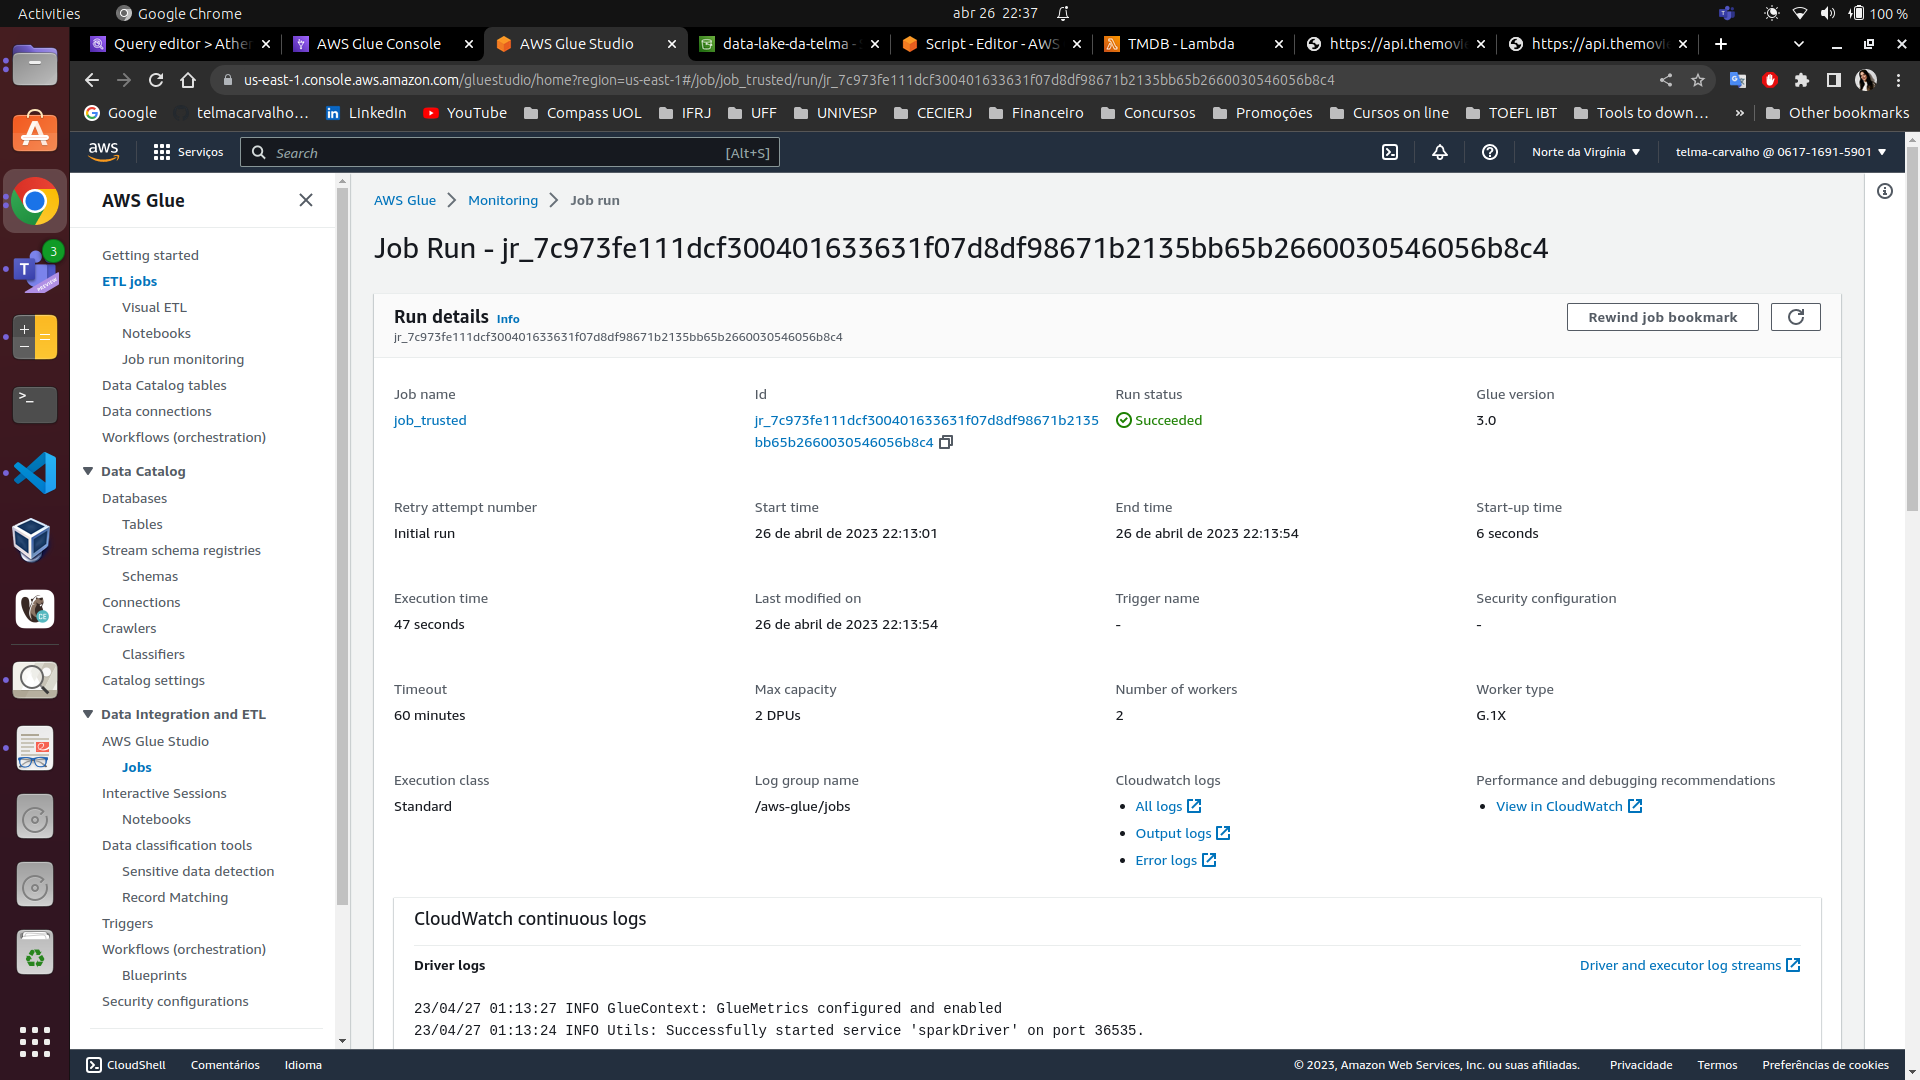 Activities
Google Chrome
abr 26 22:37
100 %
Query editor > Athe
AWS Glue Console
AWS Glue Studio
data-lake-da-telma -
Script - Editor - AWS
TMDB - Lambda
https://api.themovi
https://api.themovi
us-east-1.console.aws.amazon.com/gluestudio/home?region=us-east-1#/job/job_trusted/run/jr_7c973fe111dcf300401633631f07d8df98671b2135bb65b2660030546056b8c4
Google
telmacarvalho…
LinkedIn
YouTube
Compass UOL
IFRJ
UFF
UNIVESP
CECIERJ
Financeiro
Concursos
Promoções
Cursos on line
TOEFL IBT
Tools to down…
»
Other bookmarks
aws
Serviços
Search
[Alt+S]
Norte da Virgínia
telma-carvalho @ 0617-1691-5901
AWS Glue
Getting started
ETL jobs
Visual ETL
Notebooks
Job run monitoring
Data Catalog tables
Data connections
Workflows (orchestration)
Data Catalog
Databases
Tables
Stream schema registries
Schemas
Connections
Crawlers
Classifiers
Catalog settings
Data Integration and ETL
AWS Glue Studio
Jobs
Interactive Sessions
Notebooks
Data classification tools
Sensitive data detection
Record Matching
Triggers
Workflows (orchestration)
Blueprints
Security configurations
AWS Glue
Monitoring
Job run
Job Run - jr_7c973fe111dcf300401633631f07d8df98671b2135bb65b2660030546056b8c4
Run details Info
jr_7c973fe111dcf300401633631f07d8df98671b2135bb65b2660030546056b8c4
Rewind job bookmark
Job name
job_trusted
Id
jr_7c973fe111dcf300401633631f07d8df98671b2135
bb65b2660030546056b8c4
Run status
Succeeded
Glue version
3.0
Retry attempt number
Initial run
Start time
26 de abril de 2023 22:13:01
End time
26 de abril de 2023 22:13:54
Start-up time
6 seconds
Execution time
47 seconds
Last modified on
26 de abril de 2023 22:13:54
Trigger name
-
Security configuration
-
Timeout
60 minutes
Max capacity
2 DPUs
Number of workers
2
Worker type
G.1X
Execution class
Standard
Log group name
/aws-glue/jobs
Cloudwatch logs
All logs
Output logs
Error logs
Performance and debugging recommendations
View in CloudWatch
CloudWatch continuous logs
Driver logs
Driver and executor log streams
23/04/27 01:13:27 INFO GlueContext: GlueMetrics configured and enabled
23/04/27 01:13:24 INFO Utils: Successfully started service 'sparkDriver' on port 36535.
CloudShell
Comentários
Idioma
© 2023, Amazon Web Services, Inc. ou suas afiliadas.
Privacidade
Termos
Preferências de cookies
3